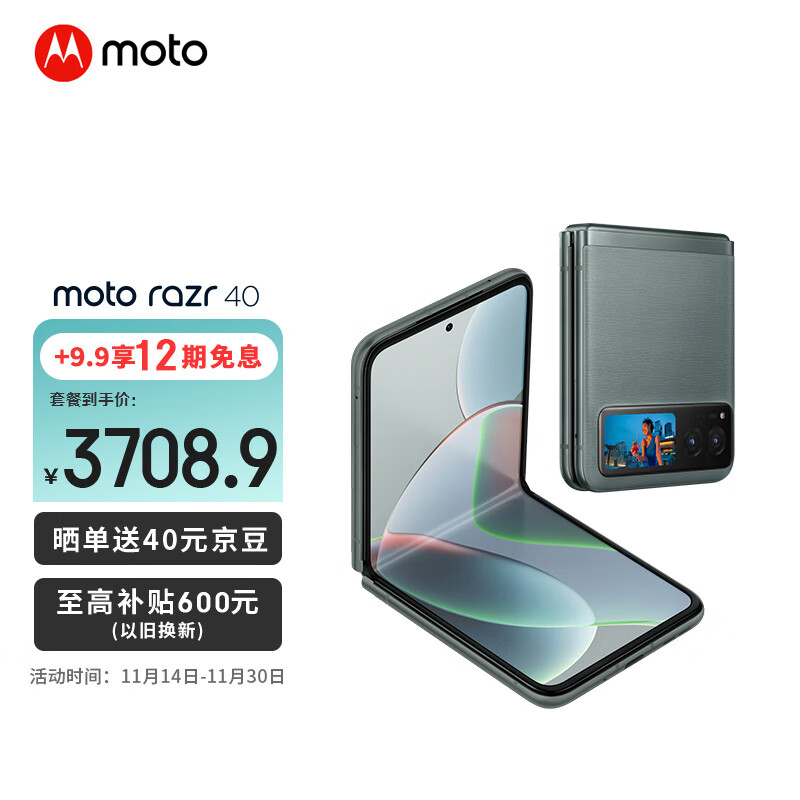 moto
moto razr 40
+9.9享12期免息
套餐到手价:
¥3708.9
晒单送40元京豆
至高补贴600元
(以旧换新)
活动时间：11月14日-11月30日